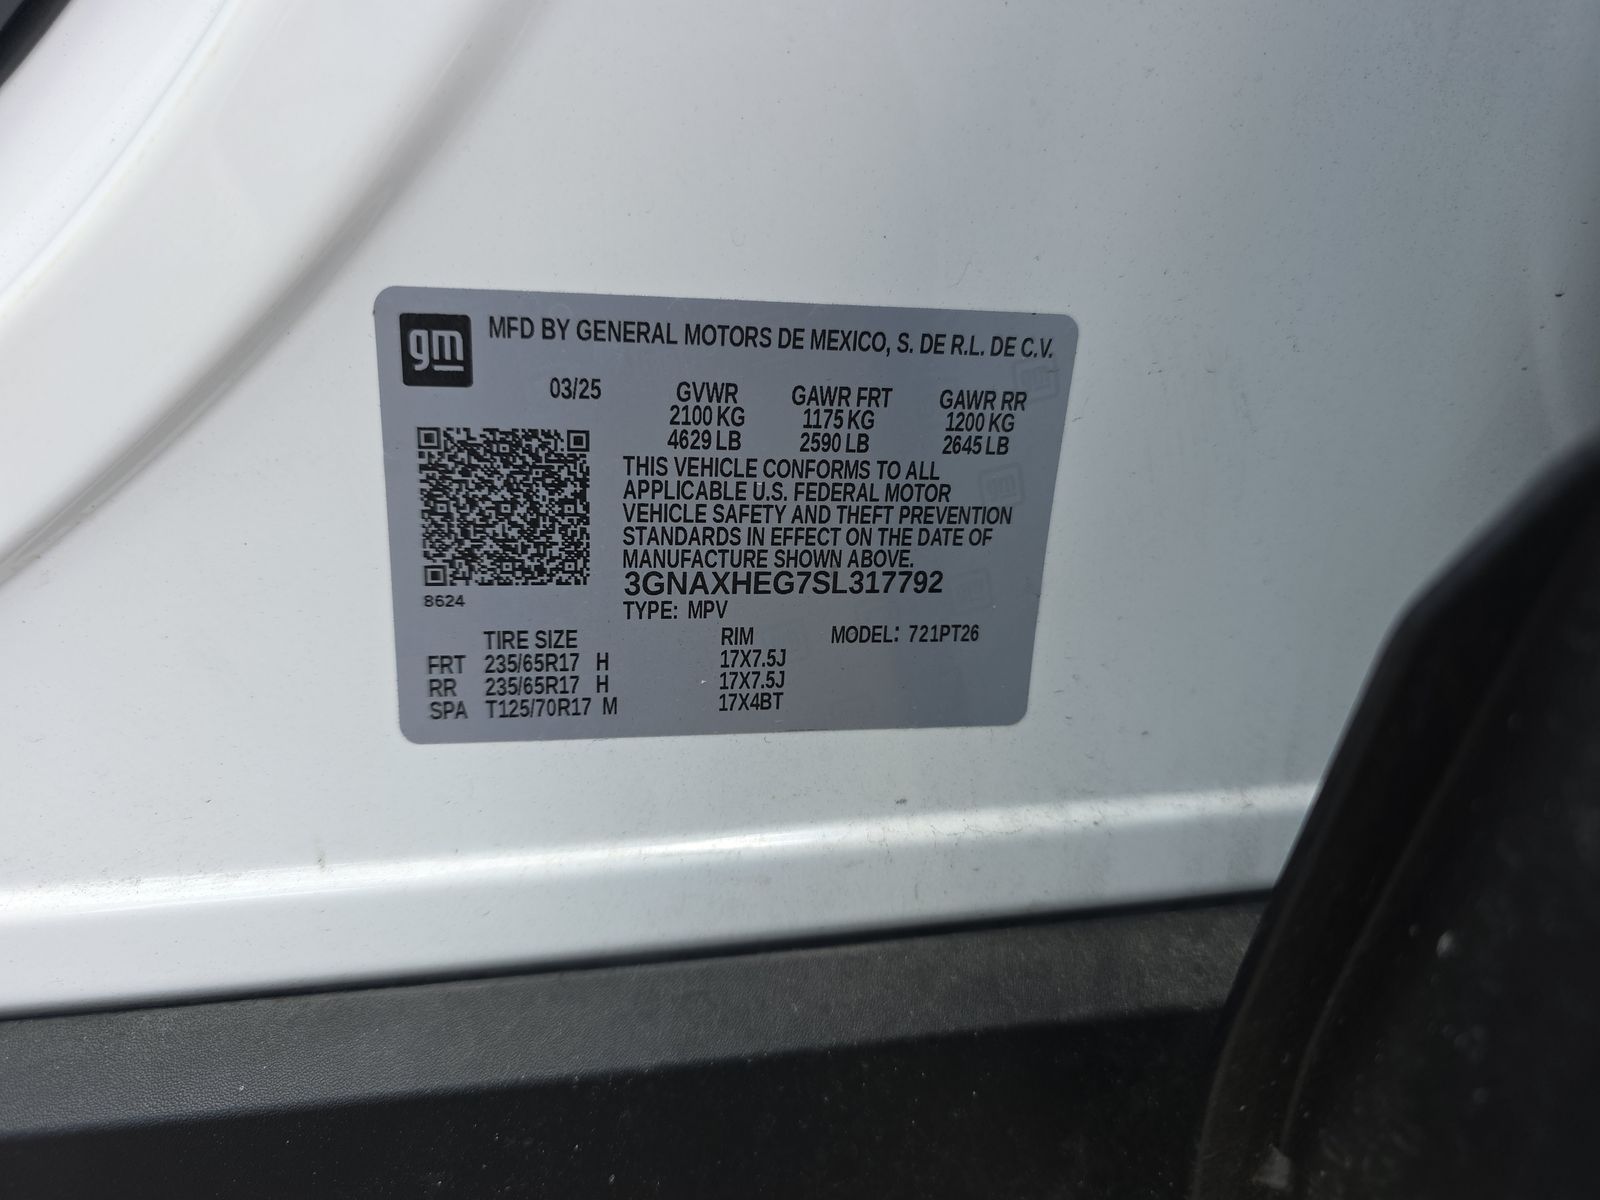 gm MFD BY GENERAL MOTORS DE MEXICO, S. DE R.L. DE C.V.
03/25 GVWR GAWR FRT GAWR RR
2100 KG 1175 KG 1200 KG
4629 LB 2590 LB 2645 LB
THIS VEHICLE CONFORMS TO ALL
APPLICABLE U.S. FEDERAL MOTOR
VEHICLE SAFETY AND THEFT PREVENTION
STANDARDS IN EFFECT ON THE DATE OF
MANUFACTURE SHOWN ABOVE.
3GNAXHEG7SL317792
8624
TYPE: MPV
TIRE SIZE RIM MODEL: 721PT26
FRT 235/65R17 H 17X7.5J
RR 235/65R17 H 17X7.5J
SPA T125/70R17 M 17X4BT